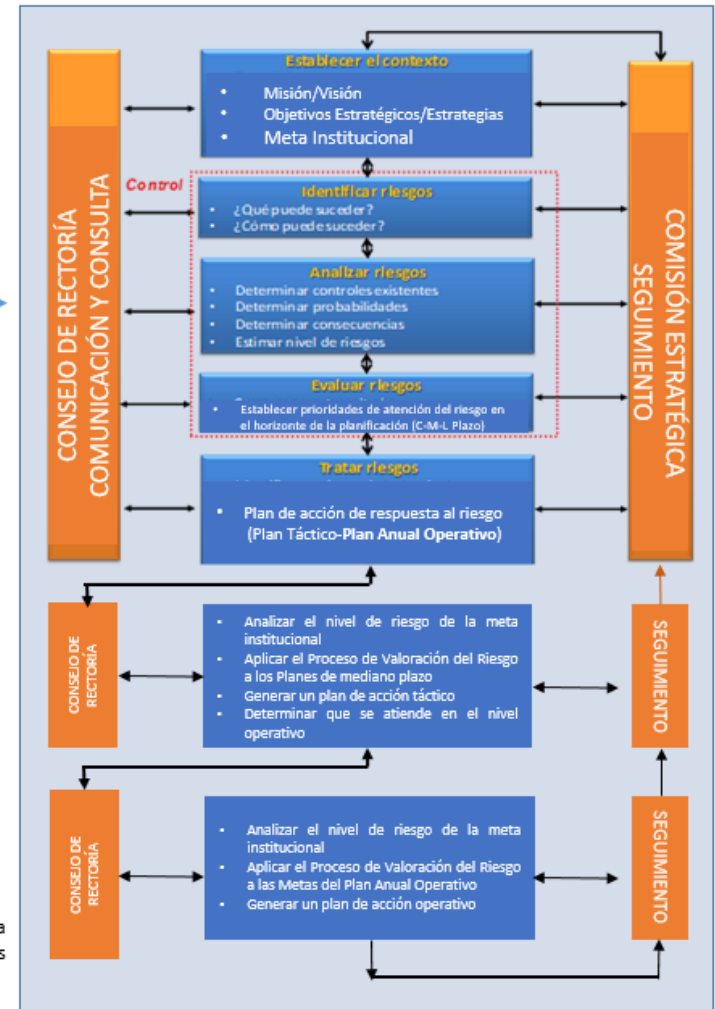 Establecer el contexto
• Misión/Visión
• Objetivos Estratégicos/Estrategias
• Meta Institucional
CONSEJO DE RECTORÍA
COMUNICACIÓN Y CONSULTA
COMISIÓN ESTRATÉGICA
SEGUIMIENTO
Control
Identificar riesgos
• ¿Qué puede suceder?
• ¿Cómo puede suceder?
Analizar riesgos
• Determinar controles existentes
• Determinar probabilidades
• Determinar consecuencias
• Estimar nivel de riesgos
Evaluar riesgos
• Establecer prioridades de atención del riesgo en
el horizonte de la planificación (C-M-L Plazo)
Tratar riesgos
• Plan de acción de respuesta al riesgo
(Plan Táctico-Plan Anual Operativo)
CONSEJO DE
RECTORÍA
• Analizar el nivel de riesgo de la meta
institucional
• Aplicar el Proceso de Valoración del Riesgo
a los Planes de mediano plazo
• Generar un plan de acción táctico
• Determinar que se atiende en el nivel
operativo
SEGUIMIENTO
CONSEJO DE
RECTORÍA
• Analizar el nivel de riesgo de la meta
institucional
• Aplicar el Proceso de Valoración del Riesgo
a las Metas del Plan Anual Operativo
• Generar un plan de acción operativo
SEGUIMIENTO
a
s